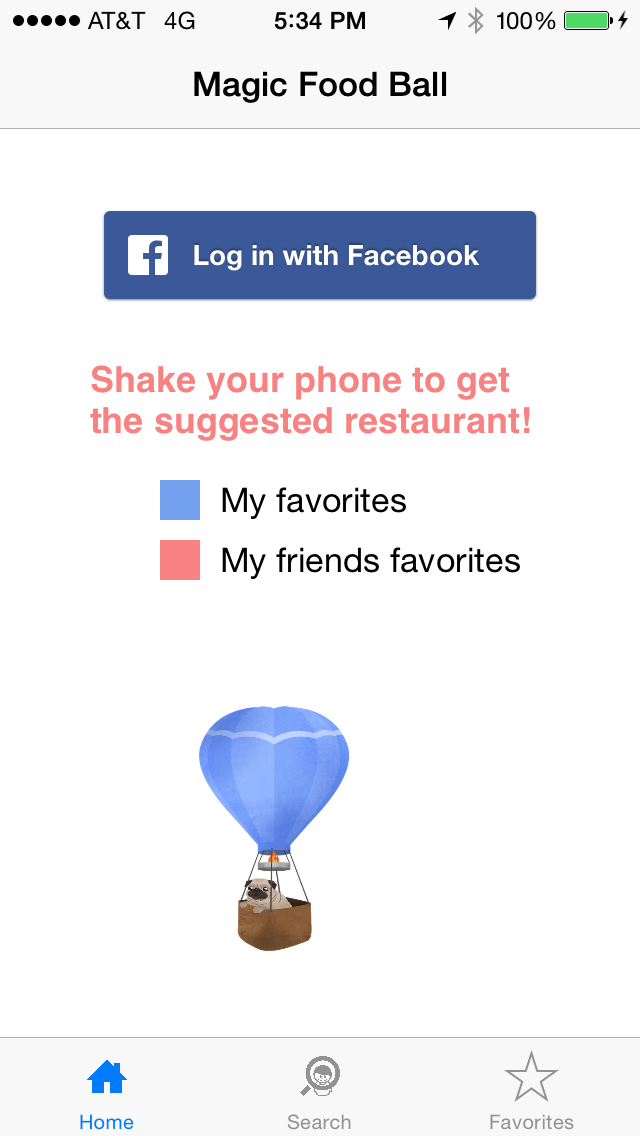 AT&T 4G 5:34 PM 100%
Magic Food Ball
Log in with Facebook
Shake your phone to get
the suggested restaurant!
My favorites
My friends favorites
Home Search Favorites